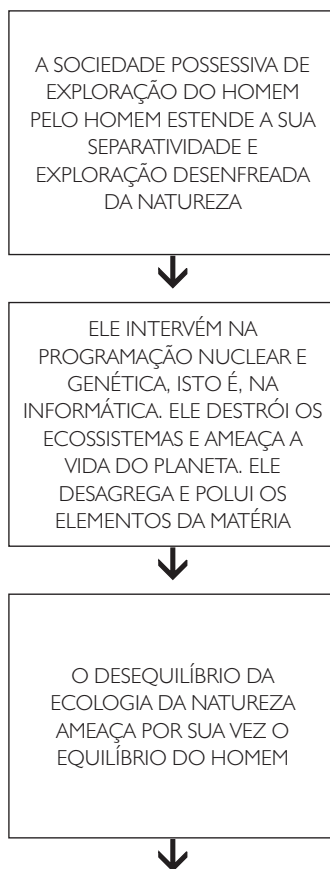 A SOCIEDADE POSSESSIVA DE
EXPLORAÇÃO DO HOMEM
PELO HOMEM ESTENDE A SUA
SEPARATIVIDADE E
EXPLORAÇÃO DESENFREADA
DA NATUREZA
ELE INTERVÉM NA
PROGRAMAÇÃO NUCLEAR E
GENÉTICA, ISTO É, NA
INFORMÁTICA. ELE DESTRÓI OS
ECOSSISTEMAS E AMEAÇA A
VIDA DO PLANETA. ELE
DESAGREGA E POLUI OS
ELEMENTOS DA MATÉRIA
O DESEQUILÍBRIO DA
ECOLOGIA DA NATUREZA
AMEAÇA POR SUA VEZ O
EQUILÍBRIO DO HOMEM